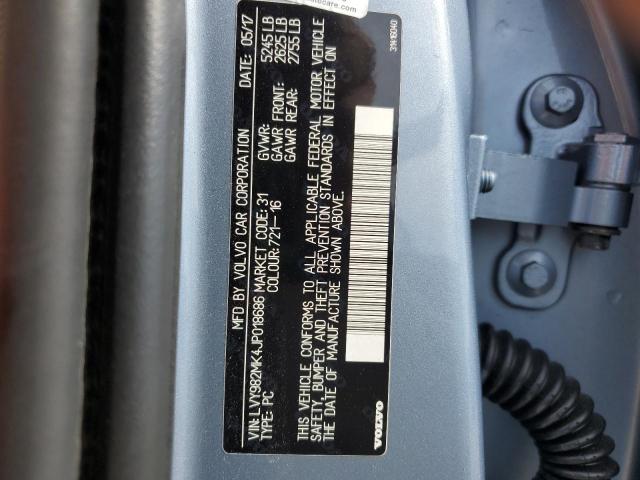 MFD BY VOLVO CAR CORPORATION DATE: 05/17
VIN: LVY982MK4JP018686 MARKET CODE: 31 GVWR: 5245 LB
TYPE: PC COLOUR: 721-16 GAWR FRONT: 2625 LB
GAWR REAR: 2755 LB
THIS VEHICLE CONFORMS TO ALL APPLICABLE FEDERAL MOTOR VEHICLE
SAFETY, BUMPER AND THEFT PREVENTION STANDARDS IN EFFECT ON
THE DATE OF MANUFACTURE SHOWN ABOVE.
VOLVO 31416040